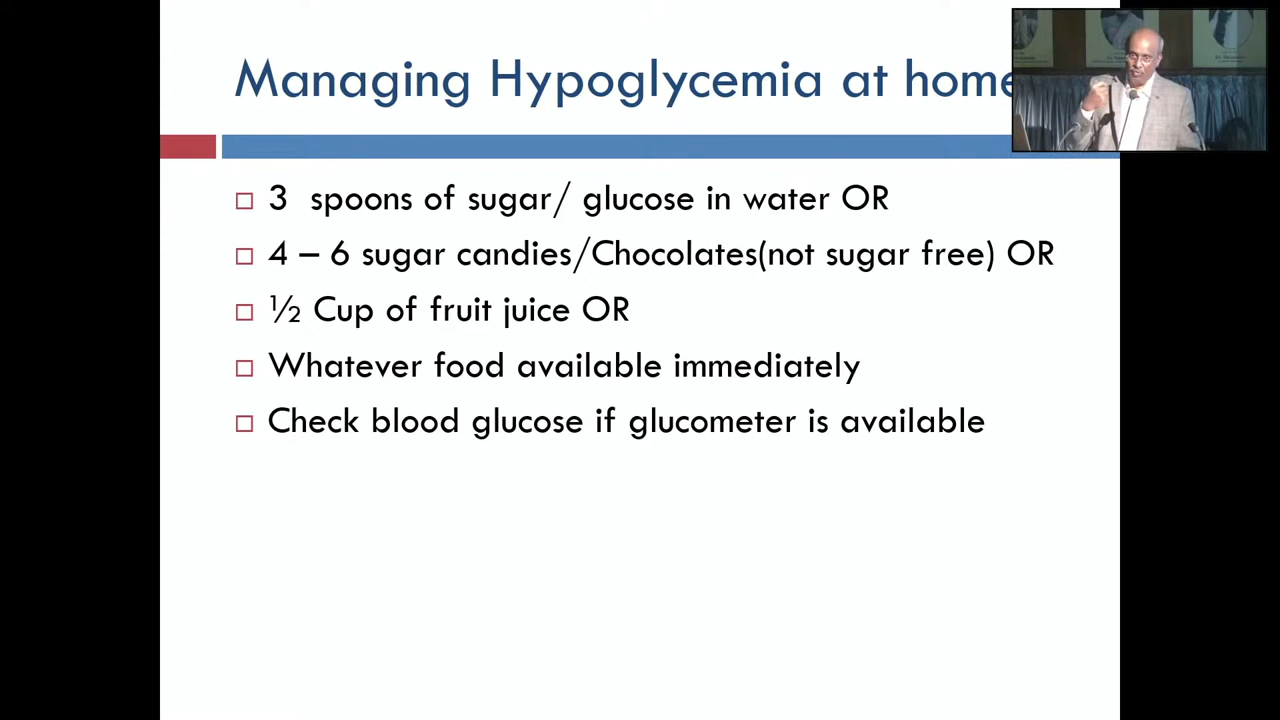 Managing Hypoglycemia at home
3 spoons of sugar/ glucose in water OR
4 – 6 sugar candies/Chocolates(not sugar free) OR
½ Cup of fruit juice OR
Whatever food available immediately
Check blood glucose if glucometer is available